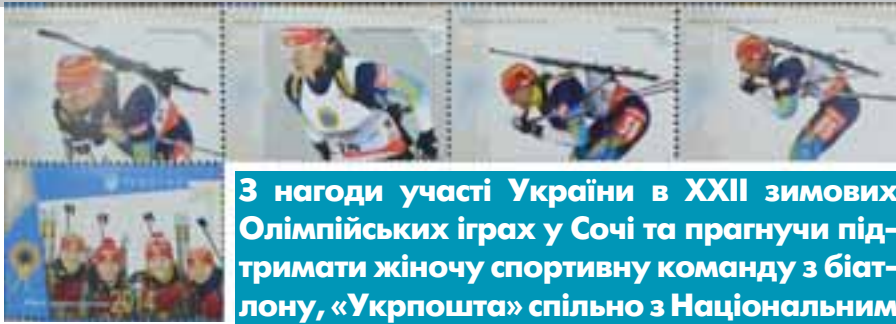 2014
З нагоди участі України в XXII зимових
Олімпійських іграх у Сочі та прагнучи під-
тримати жіночу спортивну команду з біат-
лону, «Укрпошта» спільно з Національним